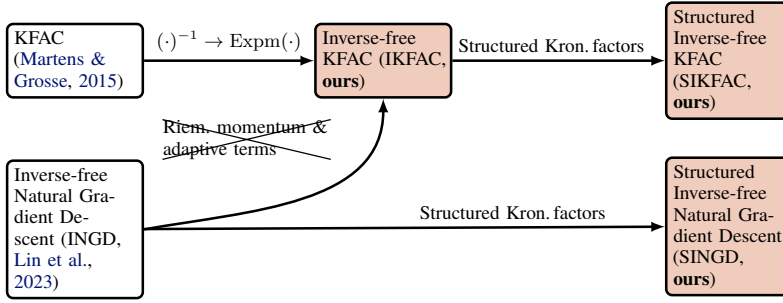 KFAC
(Martens &
Grosse, 2015)
(·)⁻¹ → Expm(·)
Inverse-free
KFAC (IKFAC,
ours)
Structured Kron. factors
Structured
Inverse-free
KFAC
(SIKFAC,
ours)
Riem. momentum &
adaptive terms
Inverse-free
Natural Gra-
dient De-
scent (INGD,
Lin et al.,
2023)
Structured Kron. factors
Structured
Inverse-free
Natural Gra-
dient Descent
(SINGD,
ours)